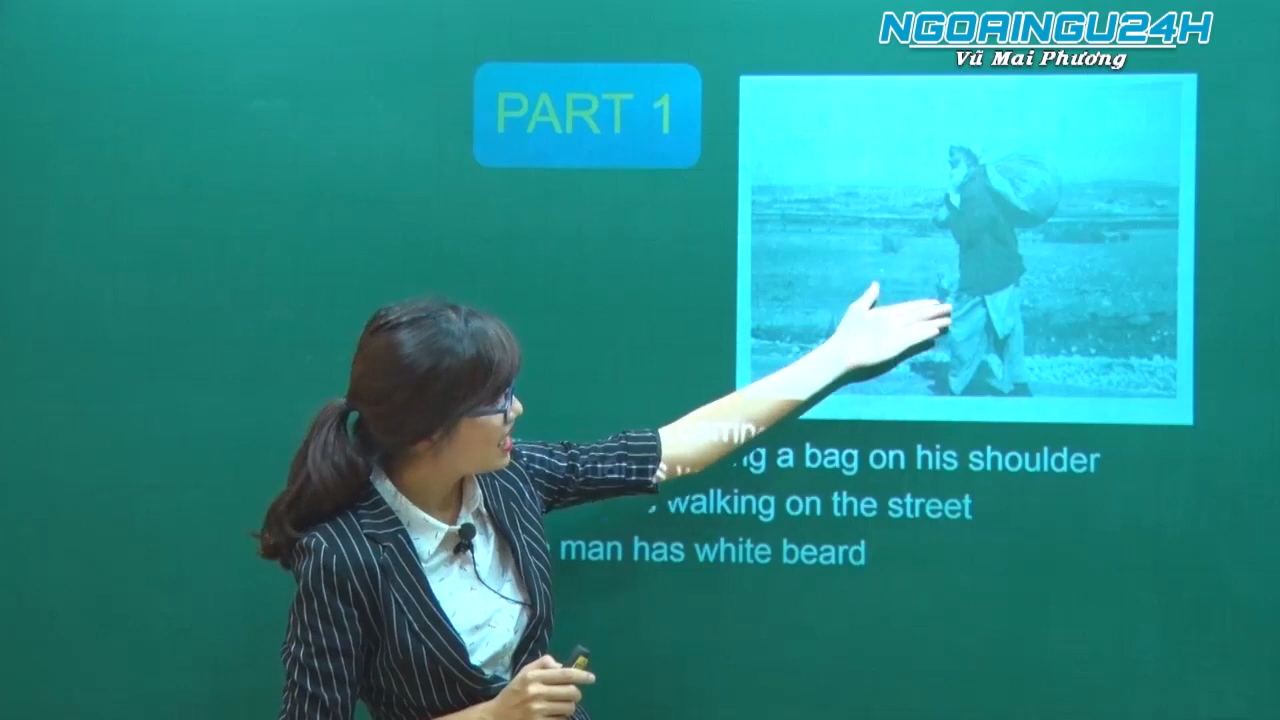 NGOAINGU24H
Vũ Mai Phương
PART 1
a bag on his shoulder
walking on the street
man has white beard